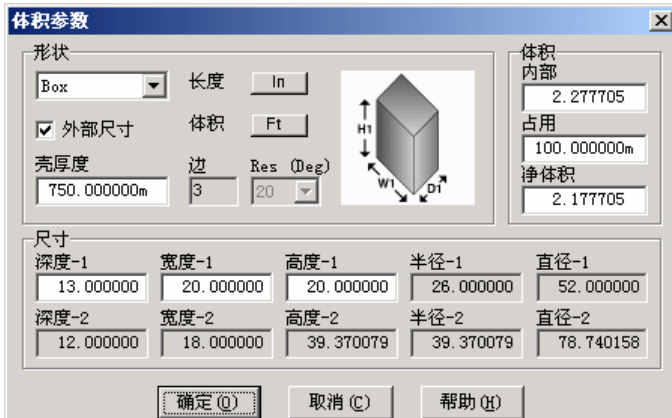 体积参数
形状
Box
长度 In
外部尺寸
体积 Ft
亮厚度
750.000000m
边
3
Res (Deg)
20
H1
W1
D1
体积
内部
2.277705
占用
100.000000m
净体积
2.177705
尺寸
深度-1 宽度-1 高度-1 半径-1 直径-1
13.000000 20.000000 20.000000 26.000000 52.000000
深度-2 宽度-2 高度-2 半径-2 直径-2
12.000000 18.000000 39.370079 39.370079 78.740158
确定(O) 取消(C) 帮助(H)